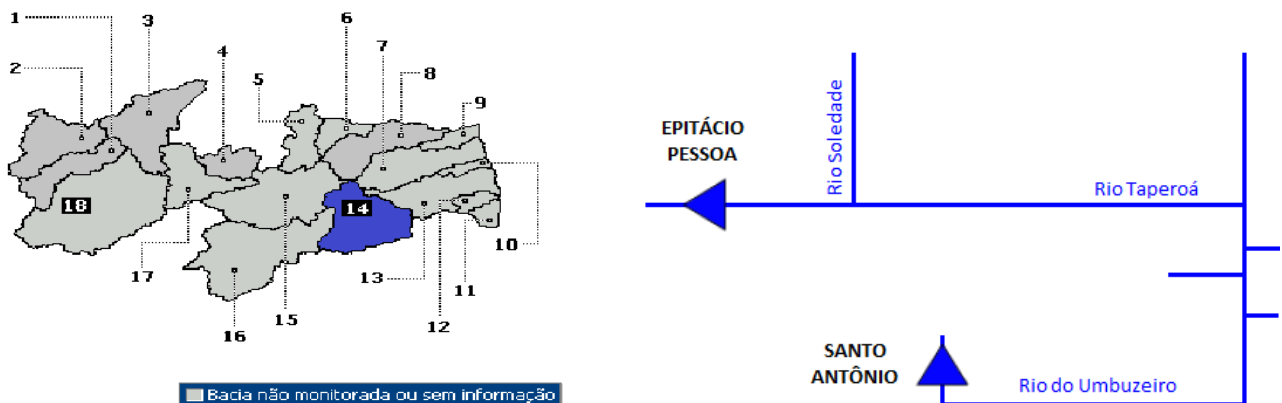 1
2
3
4
5
6
7
8
9
10
11
12
13
14
15
16
17
18
Bacia não monitorada ou sem informação
EPITÁCIO
PESSOA
Rio Soledade
Rio Taperoá
SANTO
ANTÔNIO
Rio do Umbuzeiro